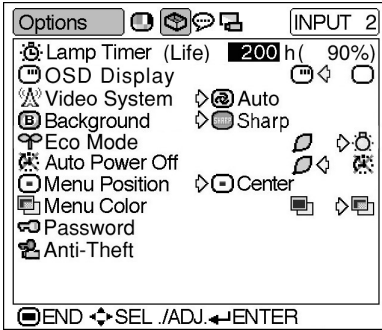 Options INPUT 2
Lamp Timer (Life) 200 h( 90%)
OSD Display
Video System Auto
B Background SHARP Sharp
Eco Mode
Auto Power Off
Menu Position Center
Menu Color
Password
Anti-Theft
END SEL ./ADJ. ENTER